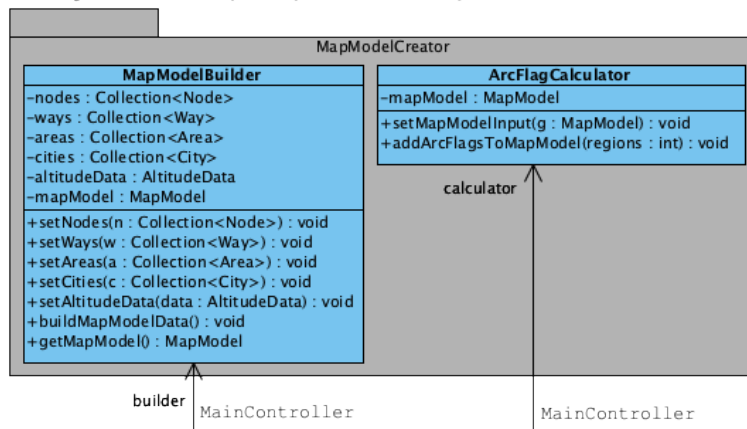 MapModelCreator
MapModelBuilder
-nodes : Collection<Node>
-ways : Collection<Way>
-areas : Collection<Area>
-cities : Collection<City>
-altitudeData : AltitudeData
-mapModel : MapModel
+setNodes(n : Collection<Node>) : void
+setWays(w : Collection<Way>) : void
+setAreas(a : Collection<Area>) : void
+setCities(c : Collection<City>) : void
+setAltitudeData(data : AltitudeData) : void
+buildMapModelData() : void
+getMapModel() : MapModel
ArcFlagCalculator
-mapModel : MapModel
+setMapModelInput(g : MapModel) : void
+addArcFlagsToMapModel(regions : int) : void
calculator
builder
MainController
MainController